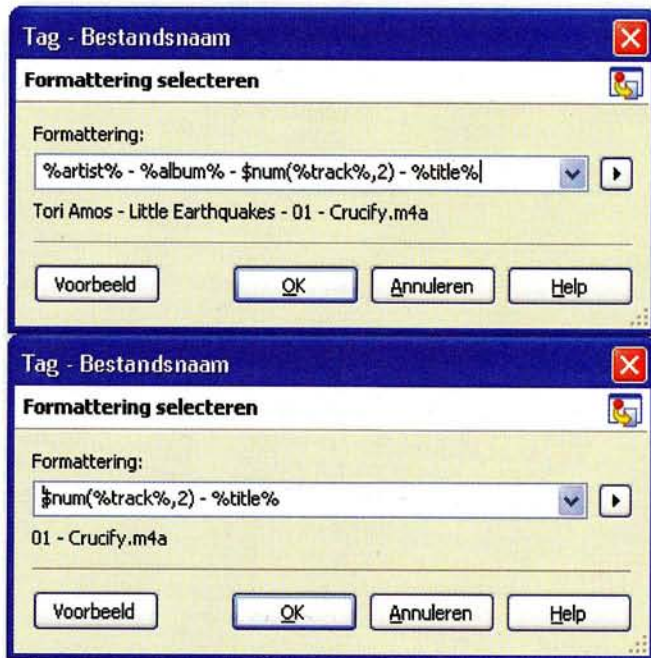 Tag - Bestandsnaam
Formattering selecteren
Formattering:
%artist% - %album% - $num(%track%,2) - %title%
Tori Amos - Little Earthquakes - 01 - Crucify.m4a
Voorbeeld OK Annuleren Help
Tag - Bestandsnaam
Formattering selecteren
Formattering:
$num(%track%,2) - %title%
01 - Crucify.m4a
Voorbeeld OK Annuleren Help